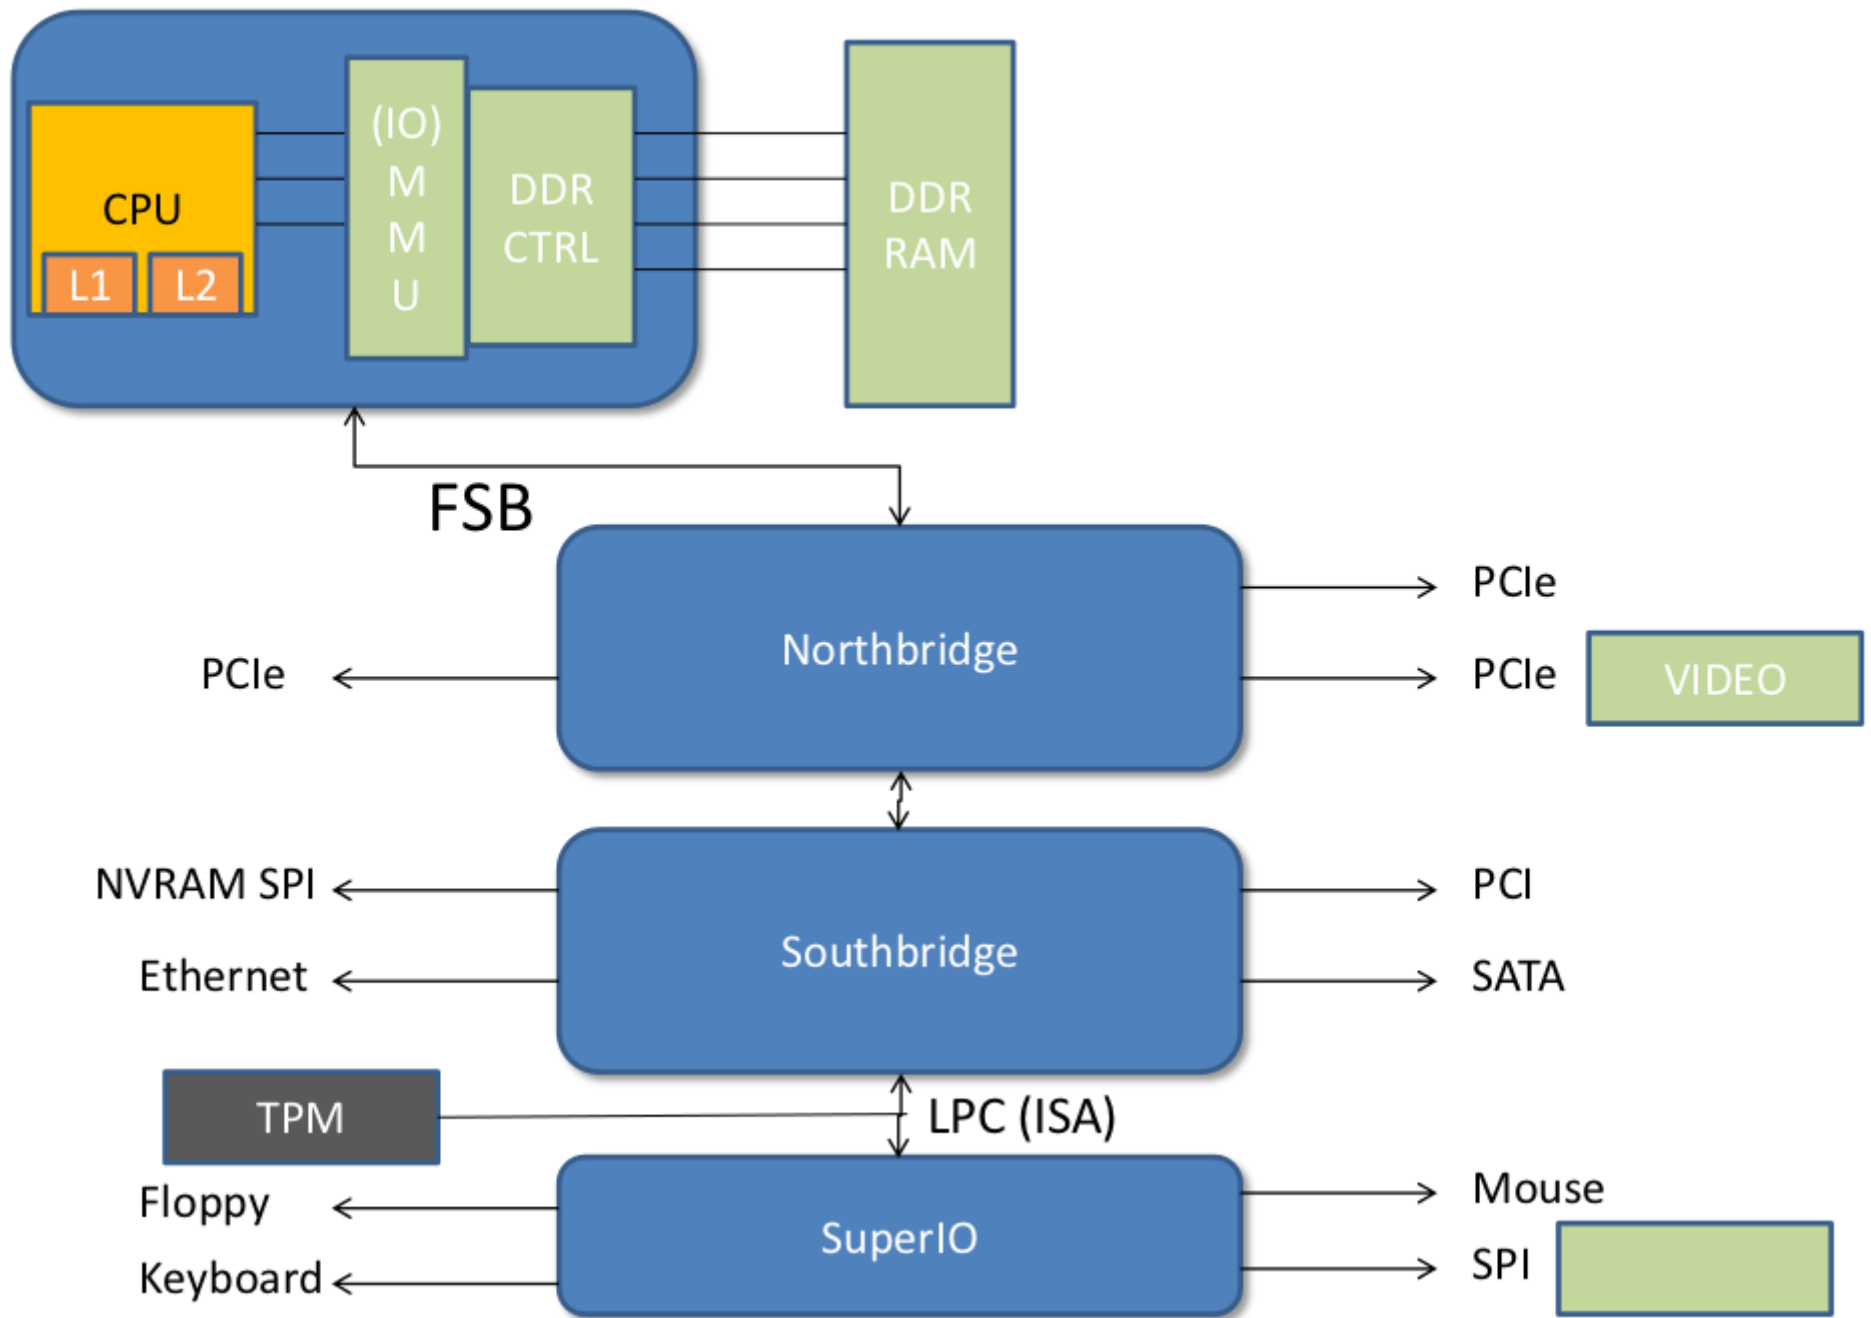 CPU
L1
L2
(IO)
M
M
U
DDR
CTRL
DDR
RAM
FSB
Northbridge
PCIe
PCIe
PCIe
VIDEO
NVRAM SPI
Southbridge
PCI
Ethernet
SATA
TPM
LPC (ISA)
Floppy
SuperIO
Mouse
Keyboard
SPI